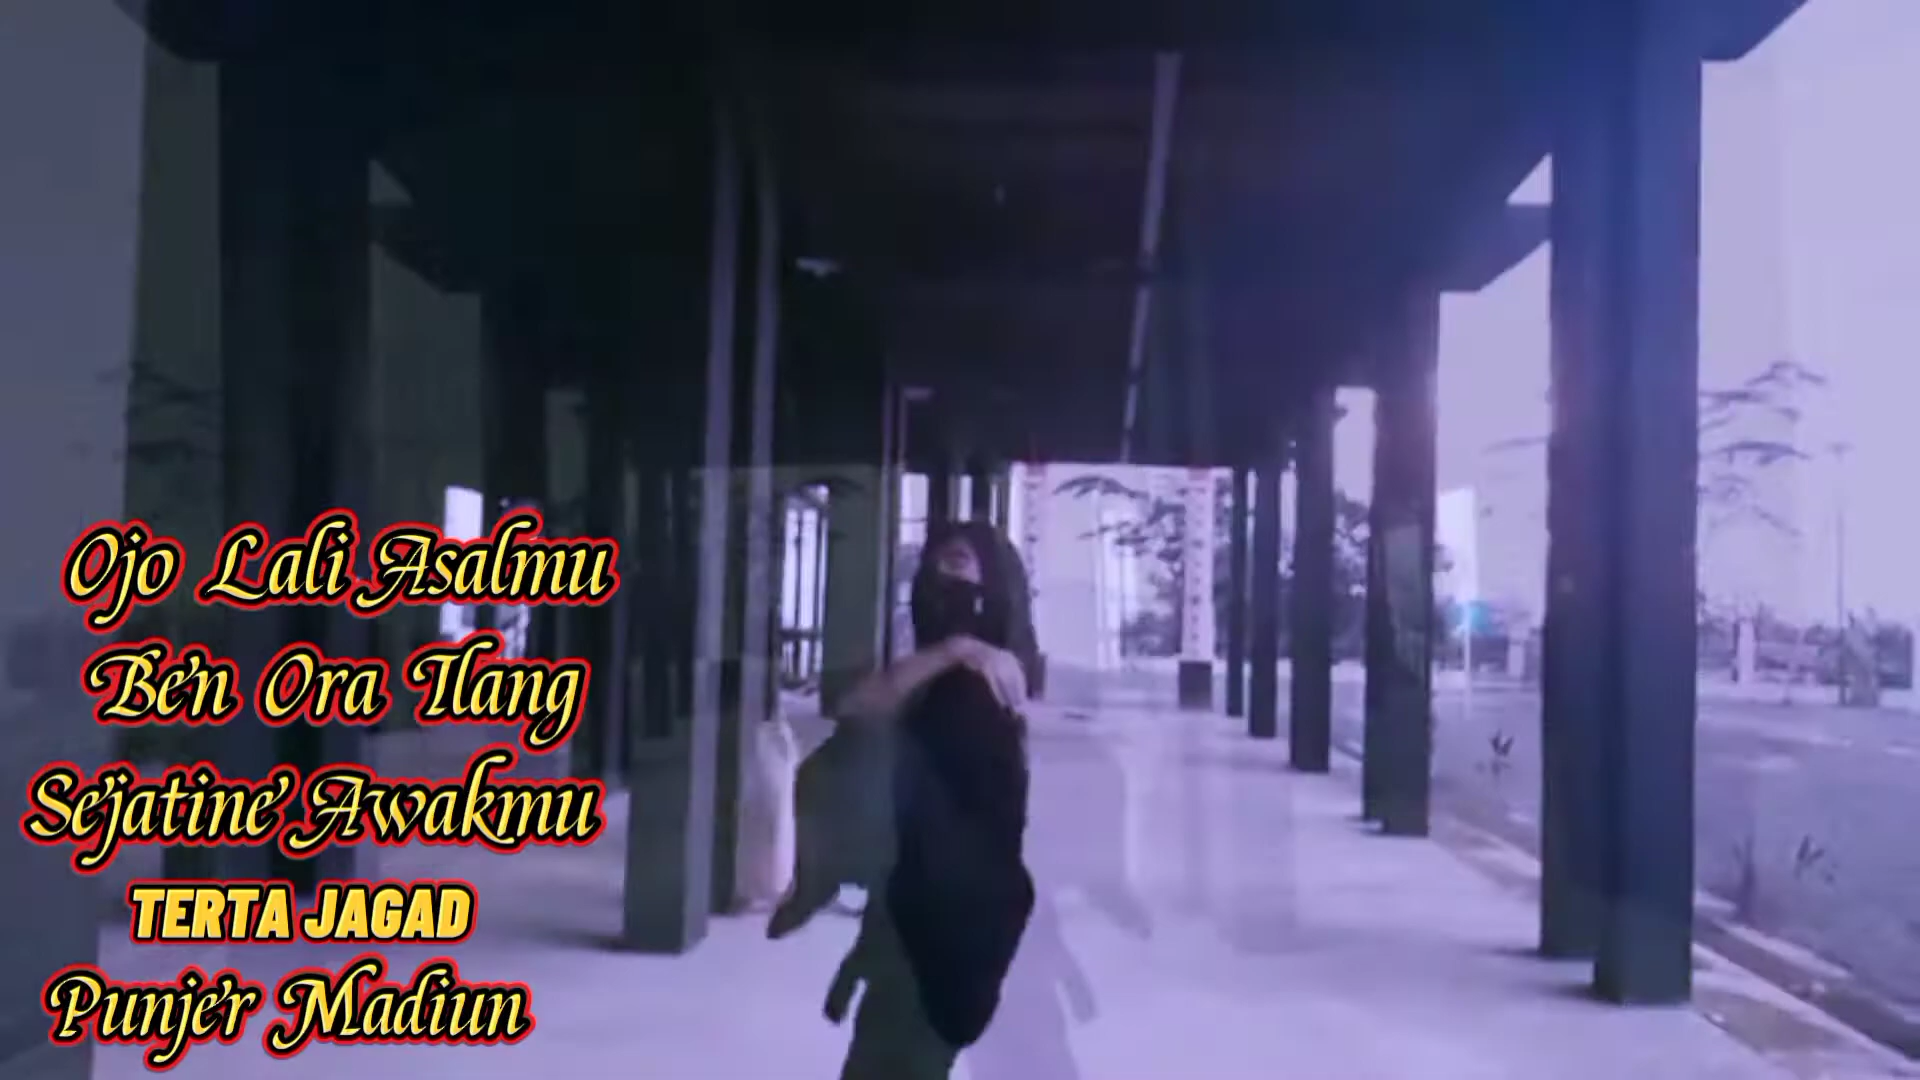 Ojo Lali Asalmu
Ben Ora Ilang
Sejatine Awakmu
TERTA JAGAD
Punjer Madiun